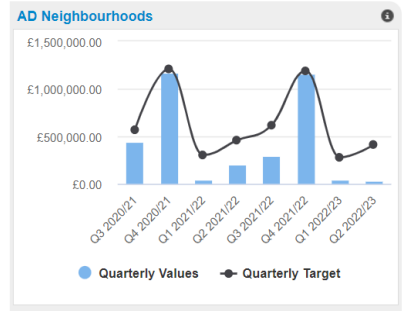 AD Neighbourhoods
£1,500,000.00
£1,000,000.00
£500,000.00
£0.00
Q3 2020/21
Q4 2020/21
Q1 2021/22
Q2 2021/22
Q3 2021/22
Q4 2021/22
Q1 2022/23
Q2 2022/23
Quarterly Values
Quarterly Target